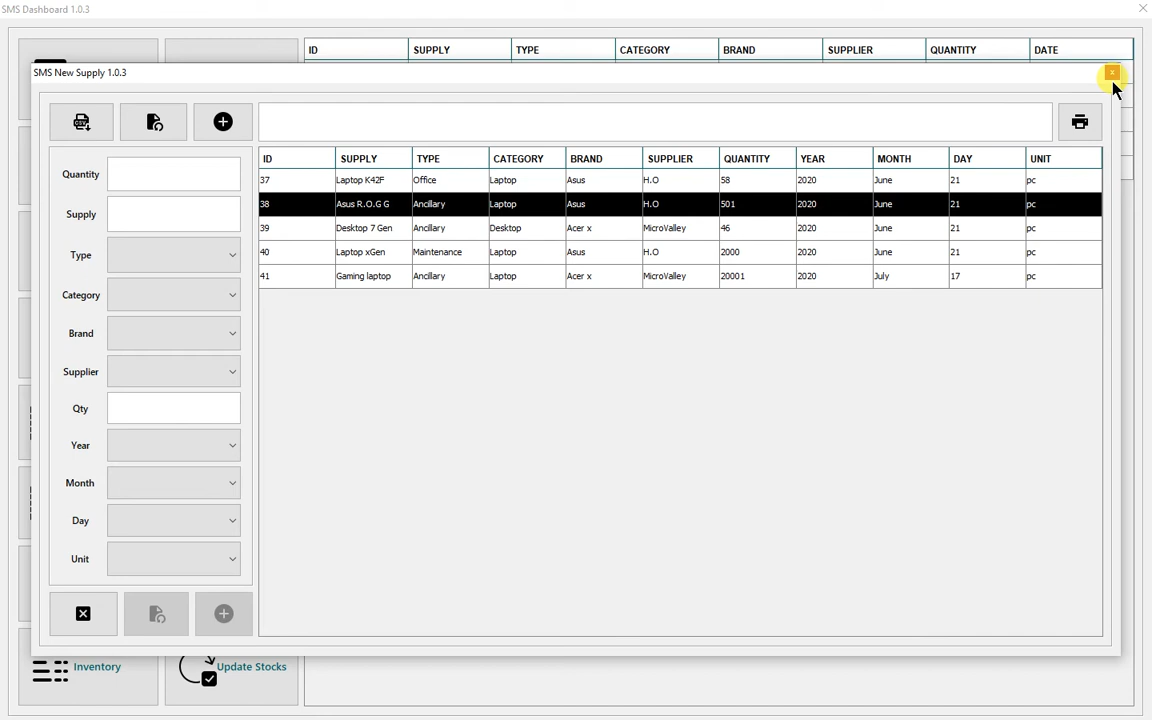 SMS Dashboard 1.0.3
ID SUPPLY TYPE CATEGORY BRAND SUPPLIER QUANTITY DATE
SMS New Supply 1.0.3
x
CSV
Quantity
Supply
Type
Category
Brand
Supplier
Qty
Year
Month
Day
Unit
ID SUPPLY TYPE CATEGORY BRAND SUPPLIER QUANTITY YEAR MONTH DAY UNIT
37 Laptop K42F Office Laptop Asus H.O 58 2020 June 21 pc
38 Asus R.O.G G Ancillary Laptop Asus H.O 501 2020 June 21 pc
39 Desktop 7 Gen Ancillary Desktop Acer x MicroValley 46 2020 June 21 pc
40 Laptop xGen Maintenance Laptop Asus H.O 2000 2020 June 21 pc
41 Gaming laptop Ancillary Laptop Acer x MicroValley 20001 2020 July 17 pc
Inventory
Update Stocks